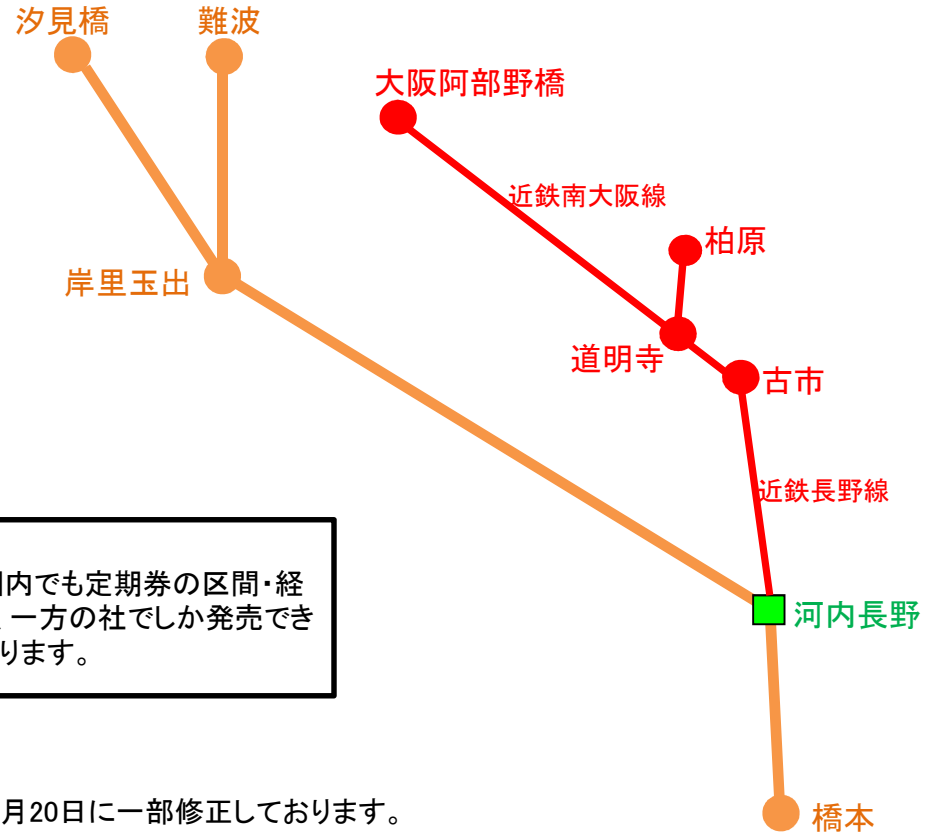 汐見橋
難波
大阪阿部野橋
近鉄南大阪線
柏原
岸里玉出
道明寺
古市
近鉄長野線
内でも定期券の区間・経
一方の社でしか発売でき
ります。
河内長野
月20日に一部修正しております。
橋本